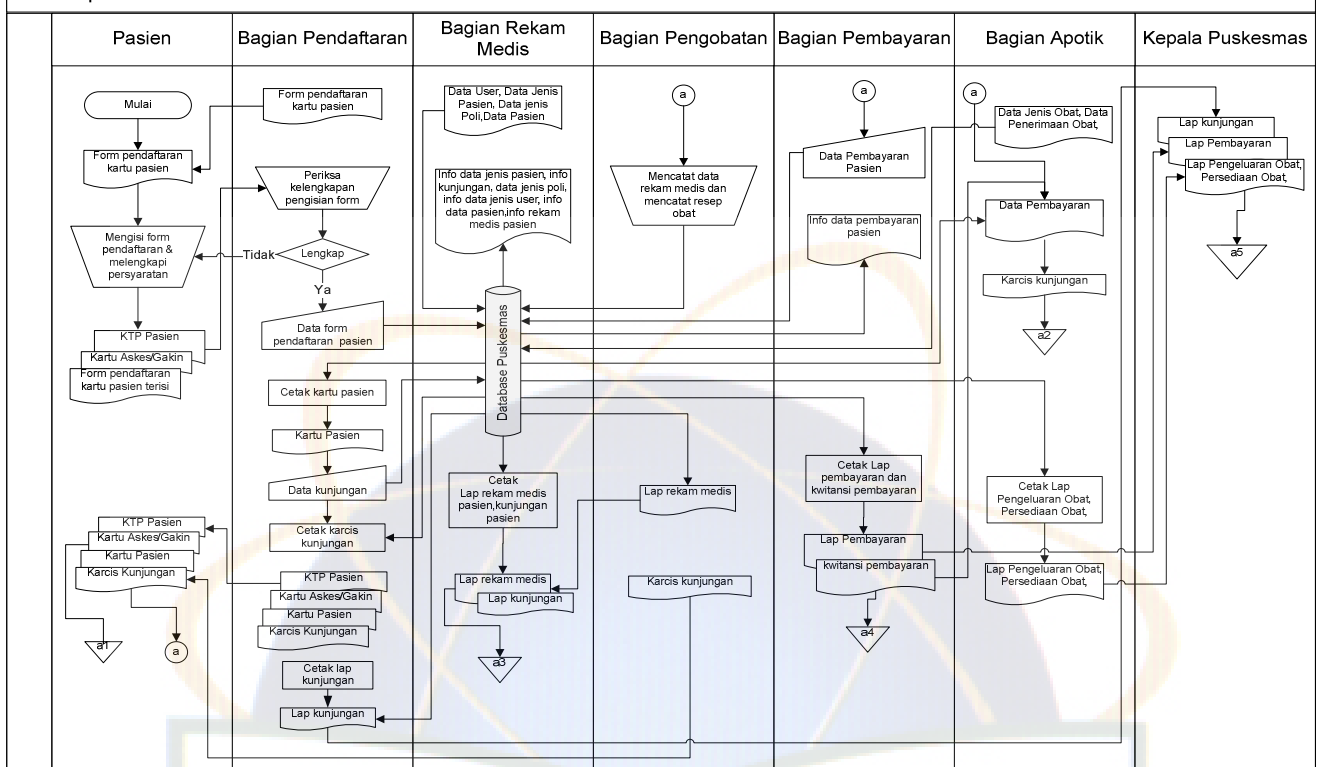 Pasien
Bagian Pendaftaran
Bagian Rekam
Medis
Bagian Pengobatan
Bagian Pembayaran
Bagian Apotik
Kepala Puskesmas
Mulai
Form pendaftaran
kartu pasien
Mengisi form
pendaftaran &
melengkapi
persyaratan
KTP Pasien
Kartu Askes/Gakin
Form pendaftaran
kartu pasien terisi
KTP Pasien
Kartu Askes/Gakin
Kartu Pasien
Karcis Kunjungan
a1
a
Form pendaftaran
kartu pasien
Periksa
kelengkapan
pengisian form
Lengkap
Tidak
Ya
Data form
pendaftaran pasien
Cetak kartu pasien
Kartu Pasien
Data kunjungan
Cetak karcis
kunjungan
KTP Pasien
Kartu Askes/Gakin
Kartu Pasien
Karcis Kunjungan
Cetak lap
kunjungan
Lap kunjungan
Data User, Data Jenis
Pasien, Data jenis
Poli,Data Pasien
Info data jenis pasien, info
kunjungan, data jenis poli,
info data jenis user, info
data pasien,info rekam
medis pasien
Database Puskesmas
Cetak
Lap rekam medis
pasien,kunjungan
pasien
Lap rekam medis
Lap kunjungan
a3
a
Mencatat data
rekam medis dan
mencatat resep
obat
Lap rekam medis
Karcis kunjungan
a
Data Pembayaran
Pasien
Info data pembayaran
pasien
Cetak Lap
pembayaran dan
kwitansi pembayaran
Lap Pembayaran
kwitansi pembayaran
a4
a
Data Jenis Obat, Data
Penerimaan Obat,
Data Pembayaran
Karcis kunjungan
a2
Cetak Lap
Pengeluaran Obat,
Persediaan Obat,
Lap Pengeluaran Obat,
Persediaan Obat,
Lap kunjungan
Lap Pembayaran
Lap Pengeluaran Obat,
Persediaan Obat,
a5